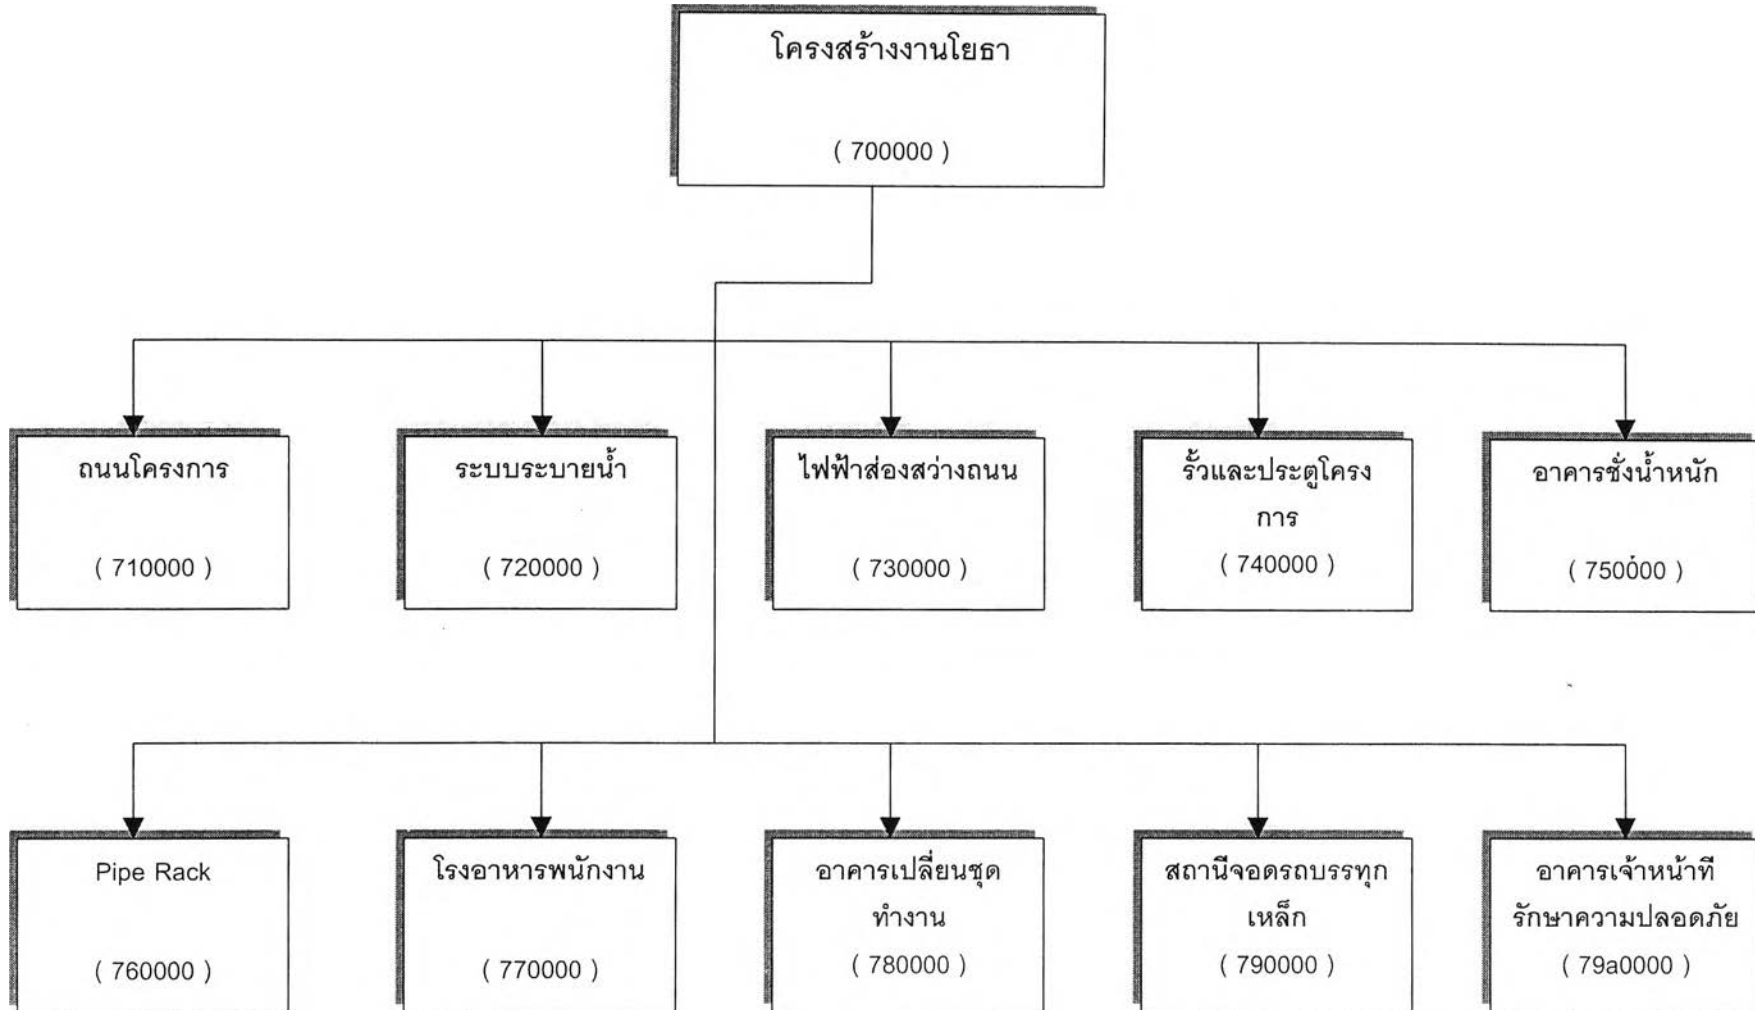 โครงสร้างงานโยธา
( 700000 )
ถนนโครงการ
( 710000 )
ระบบระบายน้ำ
( 720000 )
ไฟฟ้าส่องสว่างถนน
( 730000 )
รั้วและประตูโครง
การ
( 740000 )
อาคารชั่งน้ำหนัก
( 750000 )
Pipe Rack
( 760000 )
โรงอาหารพนักงาน
( 770000 )
อาคารเปลี่ยนชุด
ทำงาน
( 780000 )
สถานีจอดรถบรรทุก
เหล็ก
( 790000 )
อาคารเจ้าหน้าที
รักษาความปลอดภัย
( 79a0000 )